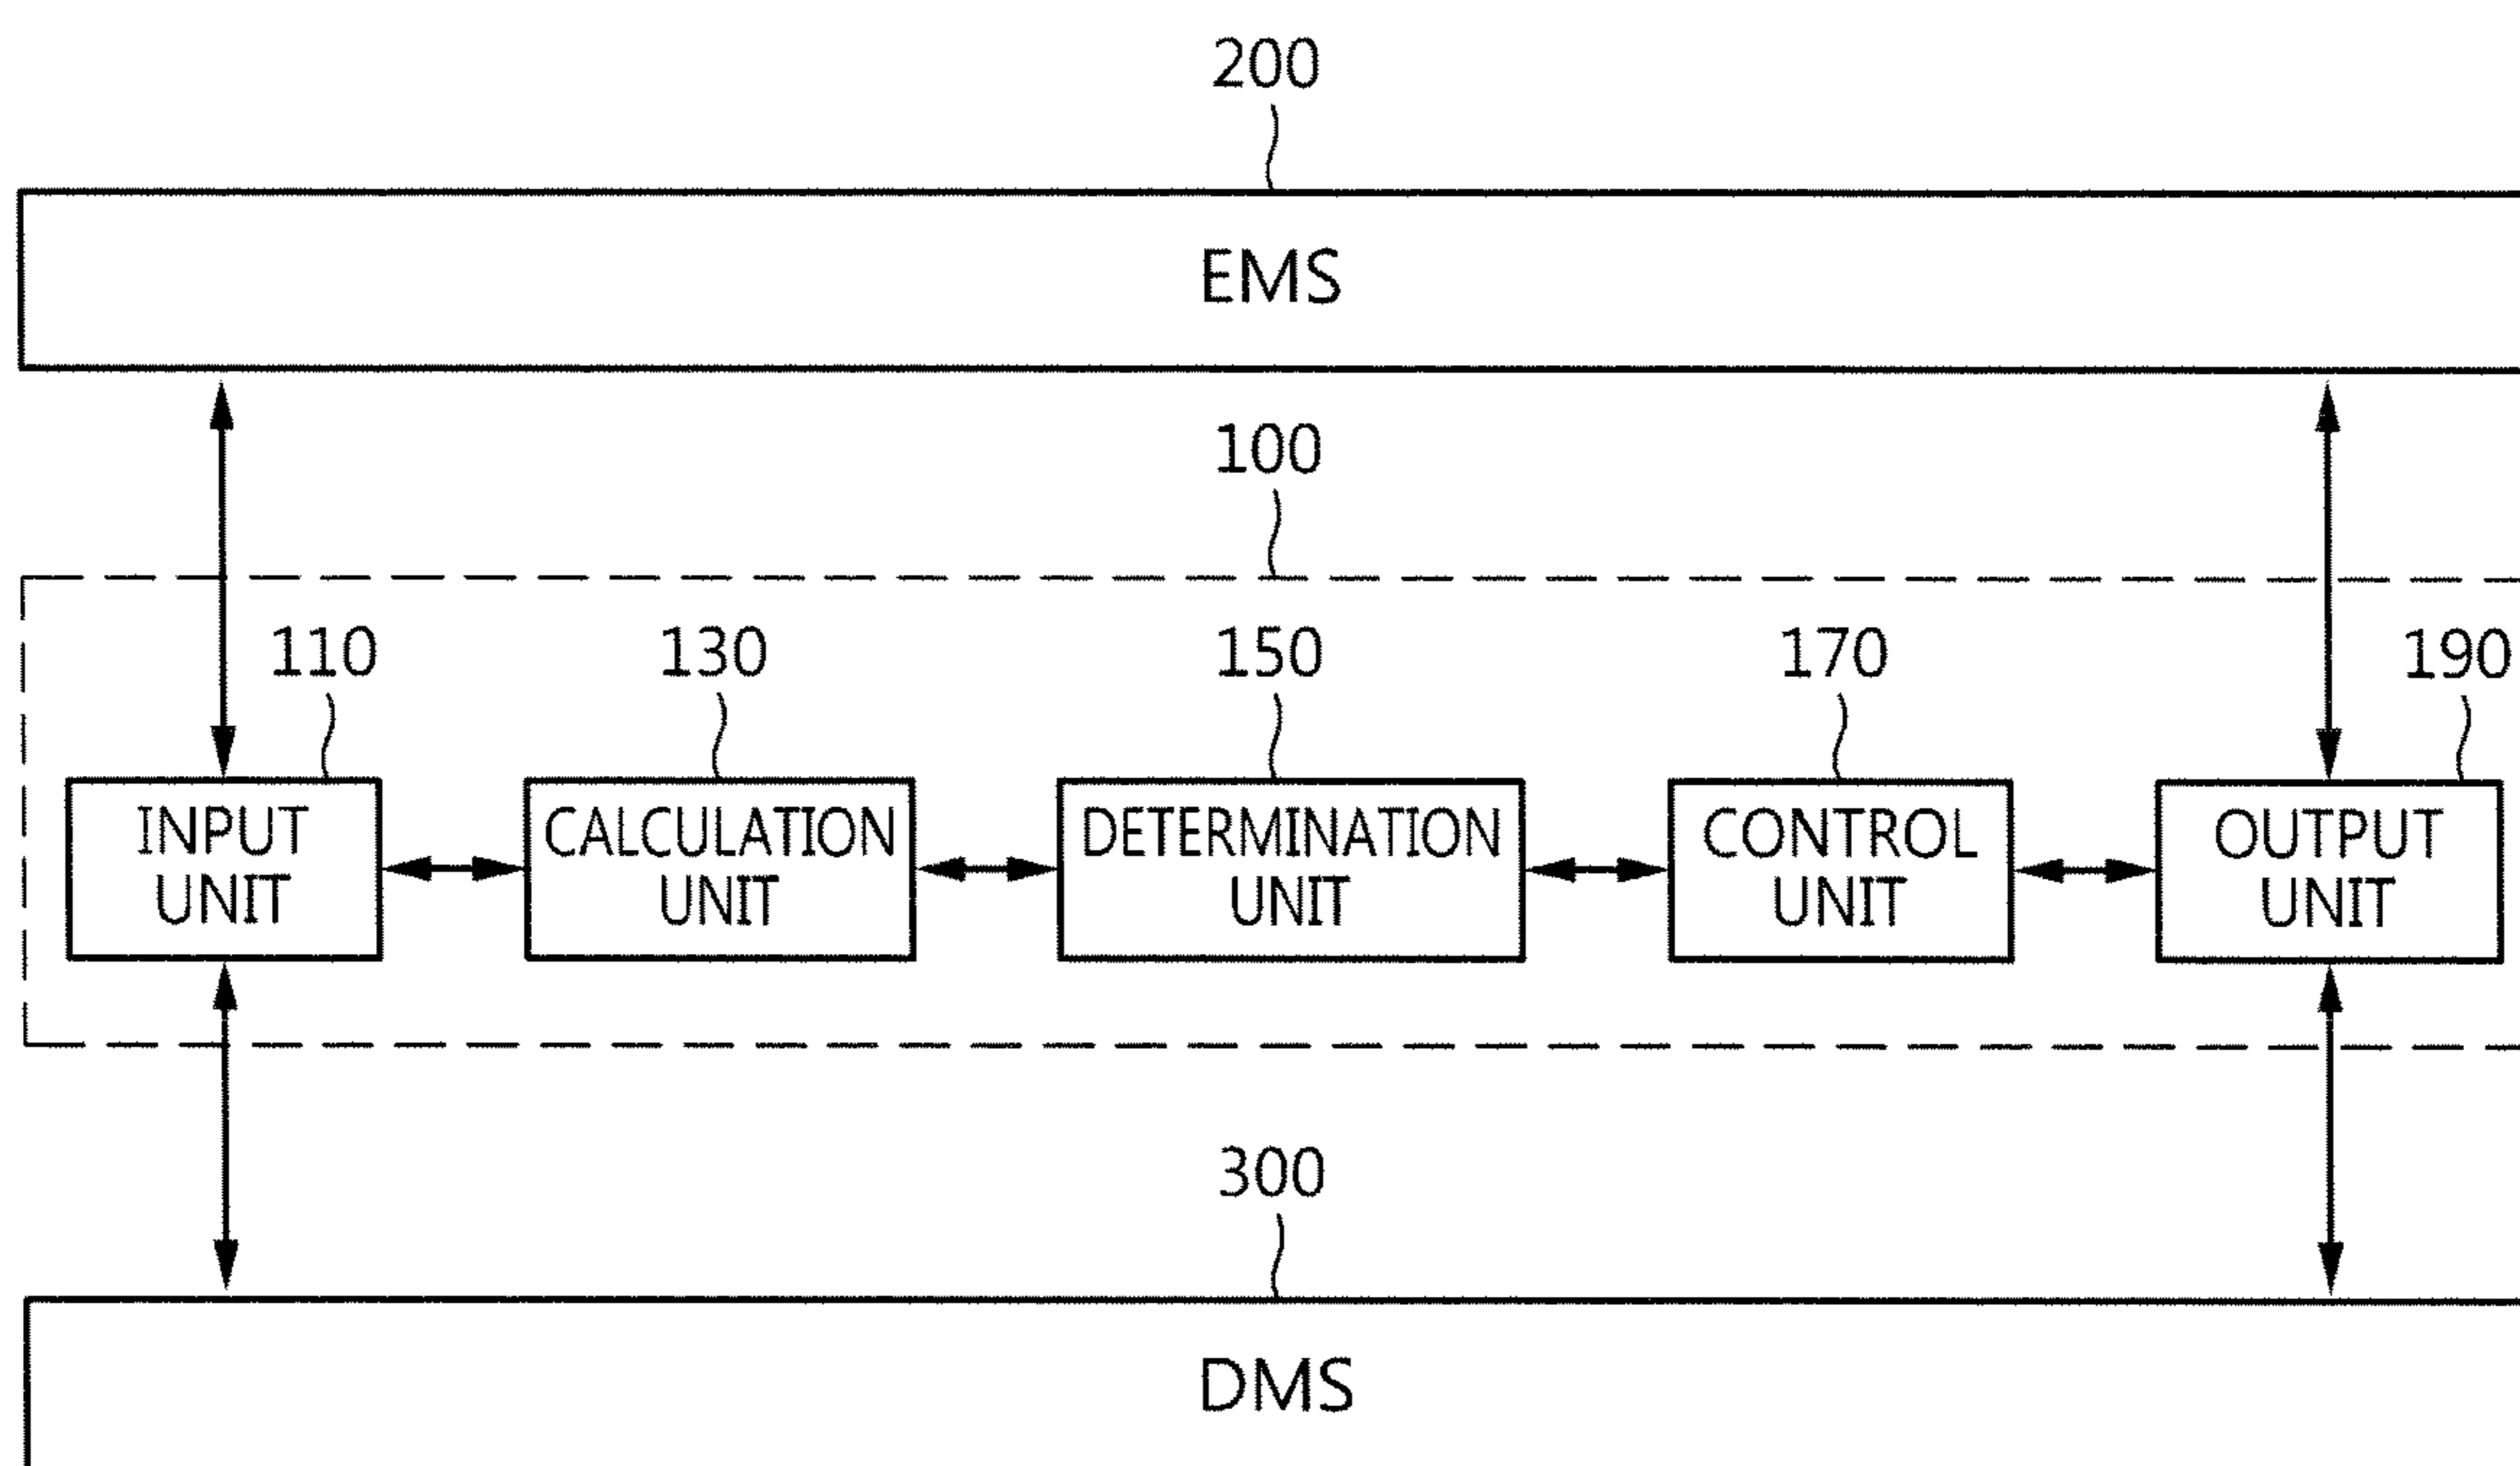 200
EMS
100
110
130
150
170
190
INPUT
UNIT
CALCULATION
UNIT
DETERMINATION
UNIT
CONTROL
UNIT
OUTPUT
UNIT
300
DMS